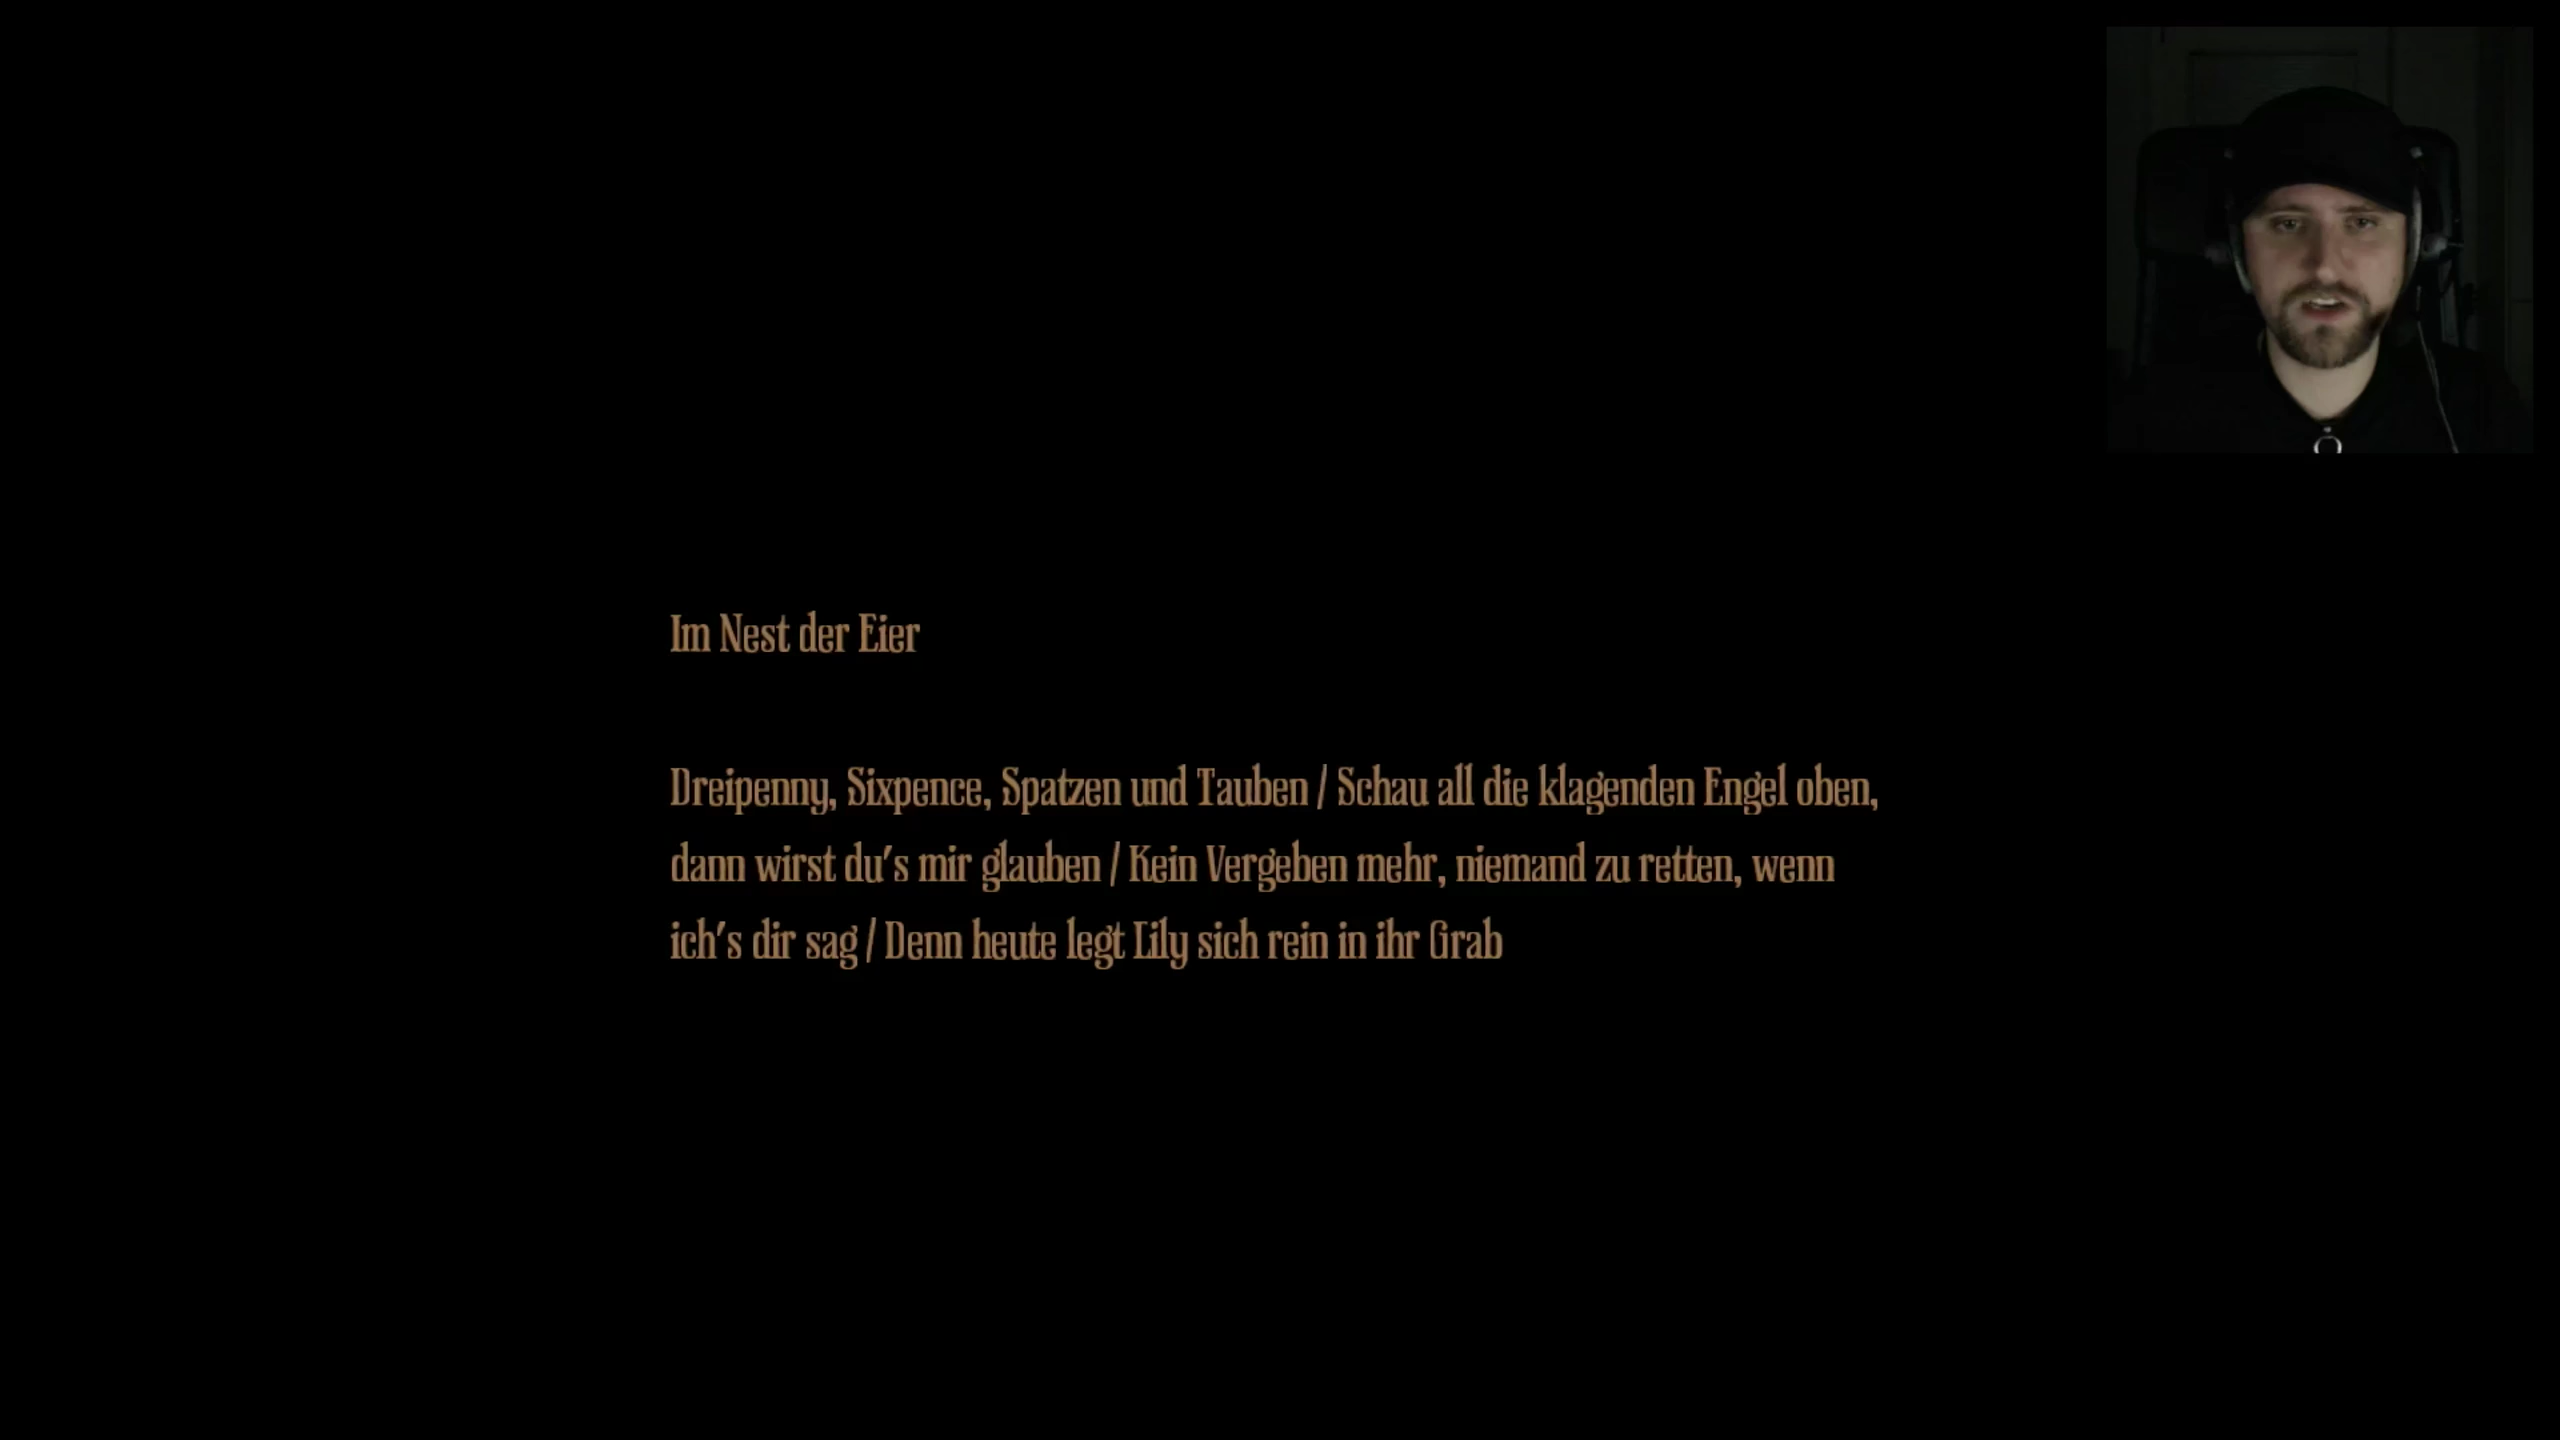 Im Nest der Eier
Dreipenny, Sixpence, Spatzen und Tauben / Schau all die klagenden Engel oben,
dann wirst du's mir glauben / Kein Vergeben mehr, niemand zu retten, wenn
ich's dir sag / Denn heute legt Lily sich rein in ihr Grab